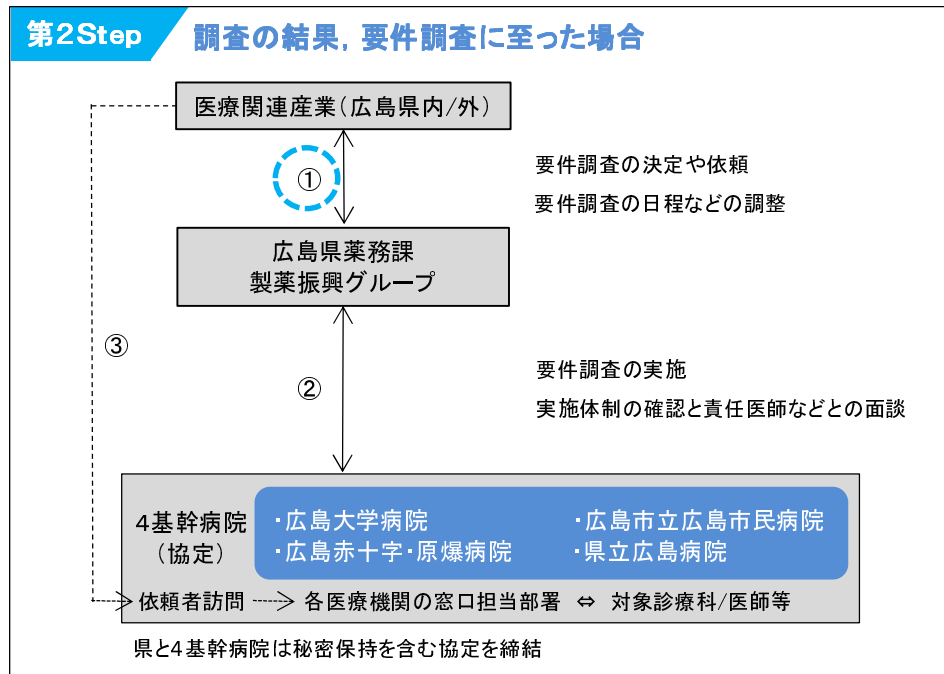 第2Step
調査の結果,要件調査に至った場合
医療関連産業(広島県内/外)
①
要件調査の決定や依頼
要件調査の日程などの調整
広島県薬務課
製薬振興グループ
③
②
要件調査の実施
実施体制の確認と責任医師などとの面談
4基幹病院
(協定)
・広島大学病院
・広島市立広島市民病院
・広島赤十字・原爆病院
・県立広島病院
依頼者訪問 ---> 各医療機関の窓口担当部署 ⇔ 対象診療科/医師等
県と4基幹病院は秘密保持を含む協定を締結